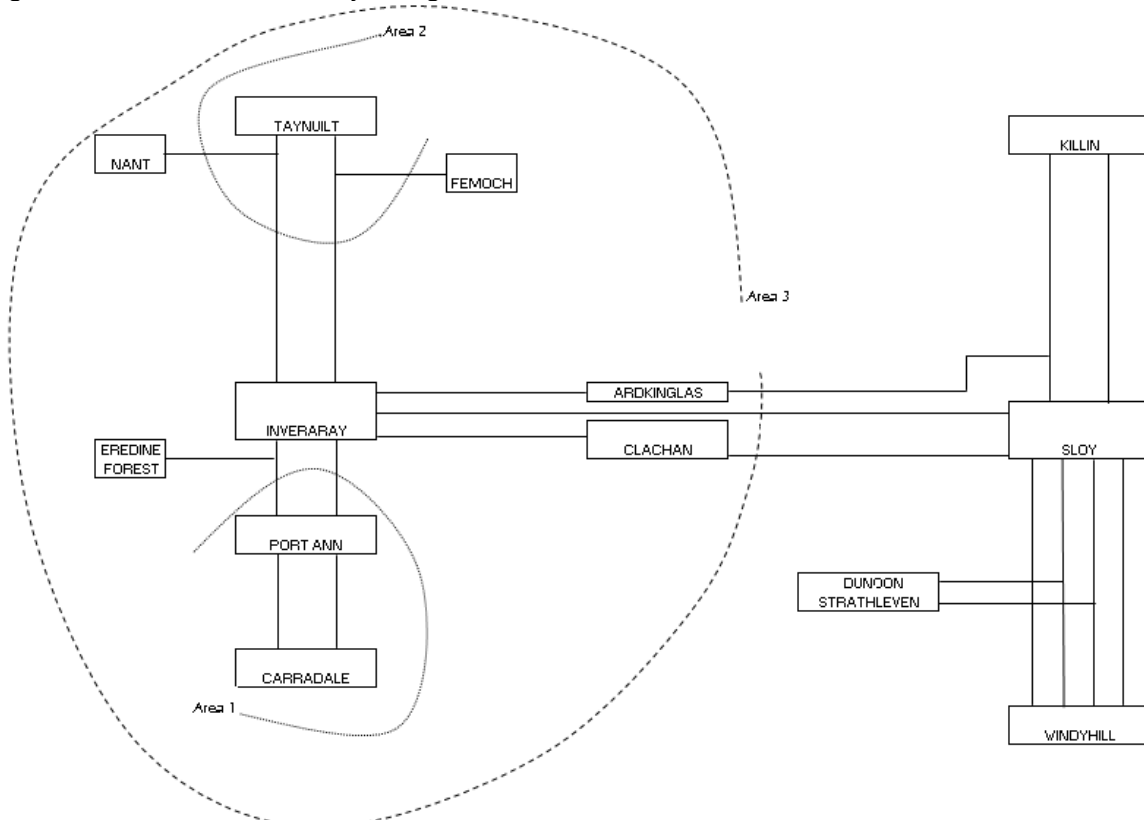 Area 2
TAYNUILT
NANT
FEMOCH
KILLIN
Area 3
ARDKINGLAS
INVERARAY
CLACHAN
SLOY
EREDINE
FOREST
PORT ANN
DUNOON
STRATHLEVEN
CARRADALE
Area 1
WINDYHILL